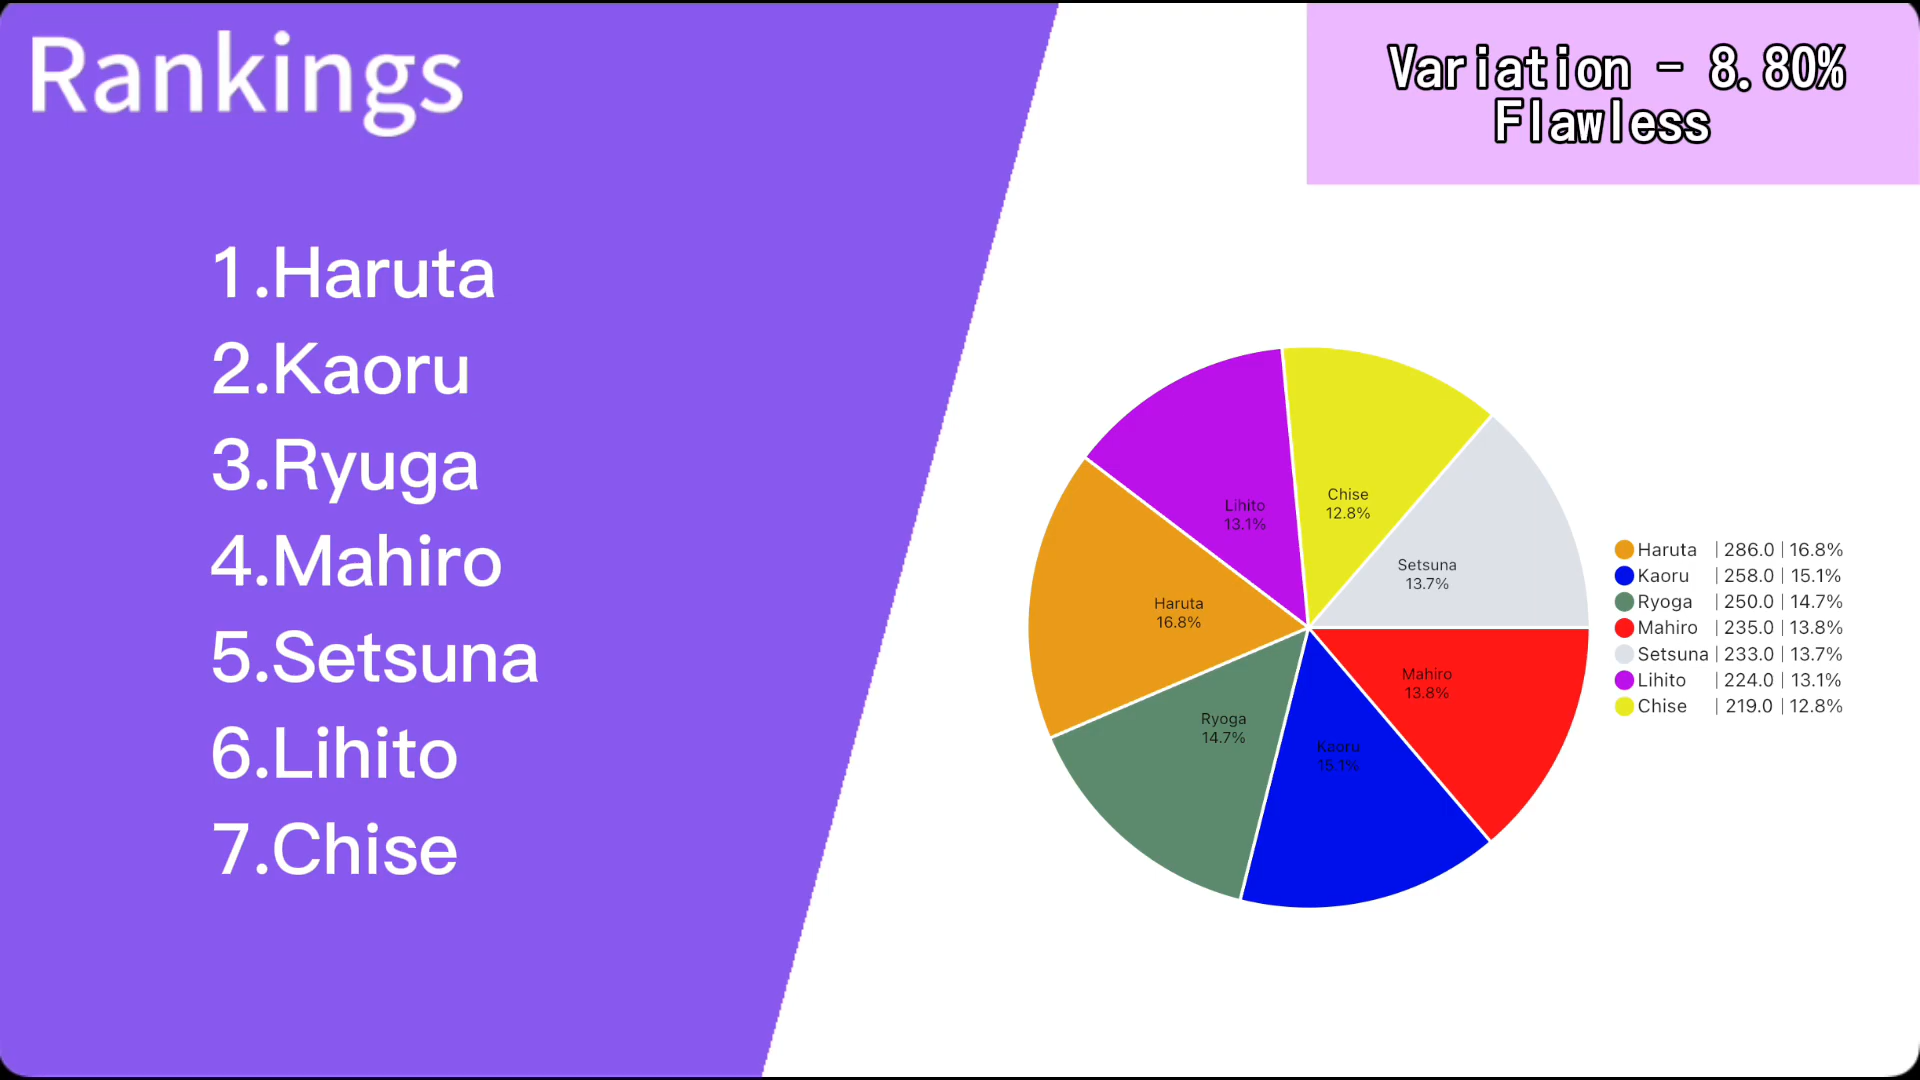 Rankings
Variation - 8.80%
Flawless
1.Haruta
2.Kaoru
3.Ryuga
4.Mahiro
5.Setsuna
6.Lihito
7.Chise
Lihito
13.1%
Chise
12.8%
Setsuna
13.7%
Haruta
16.8%
Mahiro
13.8%
Ryoga
14.7%
Kaoru
15.1%
Haruta | 286.0 | 16.8%
Kaoru | 258.0 | 15.1%
Ryoga | 250.0 | 14.7%
Mahiro | 235.0 | 13.8%
Setsuna | 233.0 | 13.7%
Lihito | 224.0 | 13.1%
Chise | 219.0 | 12.8%